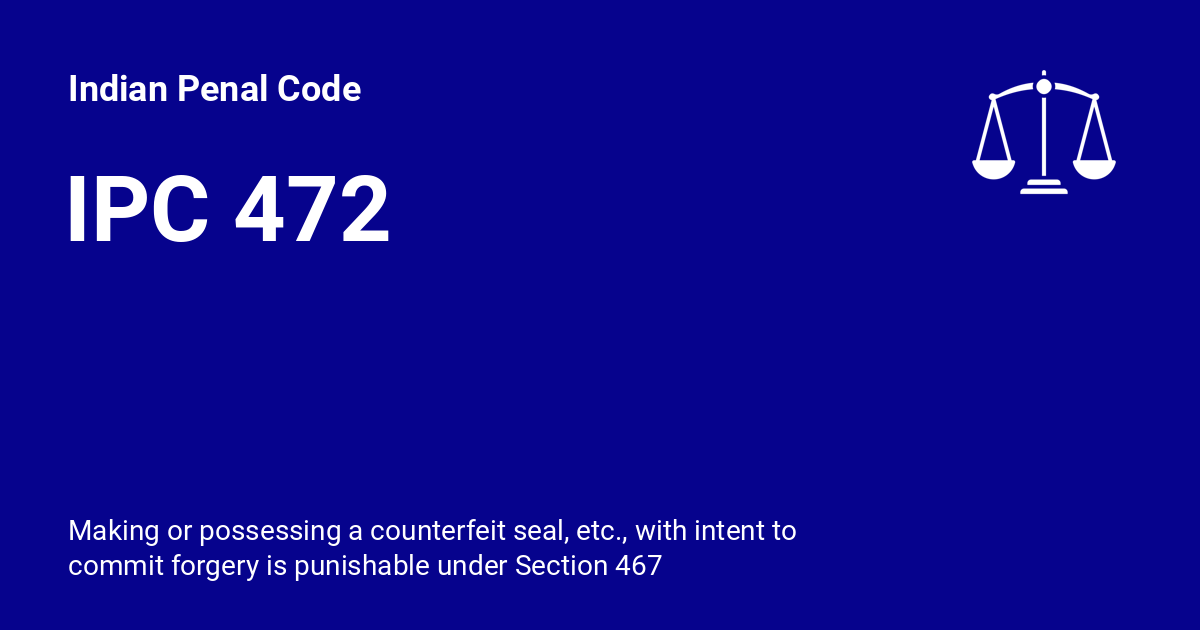 Indian Penal Code
IPC 472
Making or possessing a counterfeit seal, etc., with intent to
commit forgery is punishable under Section 467